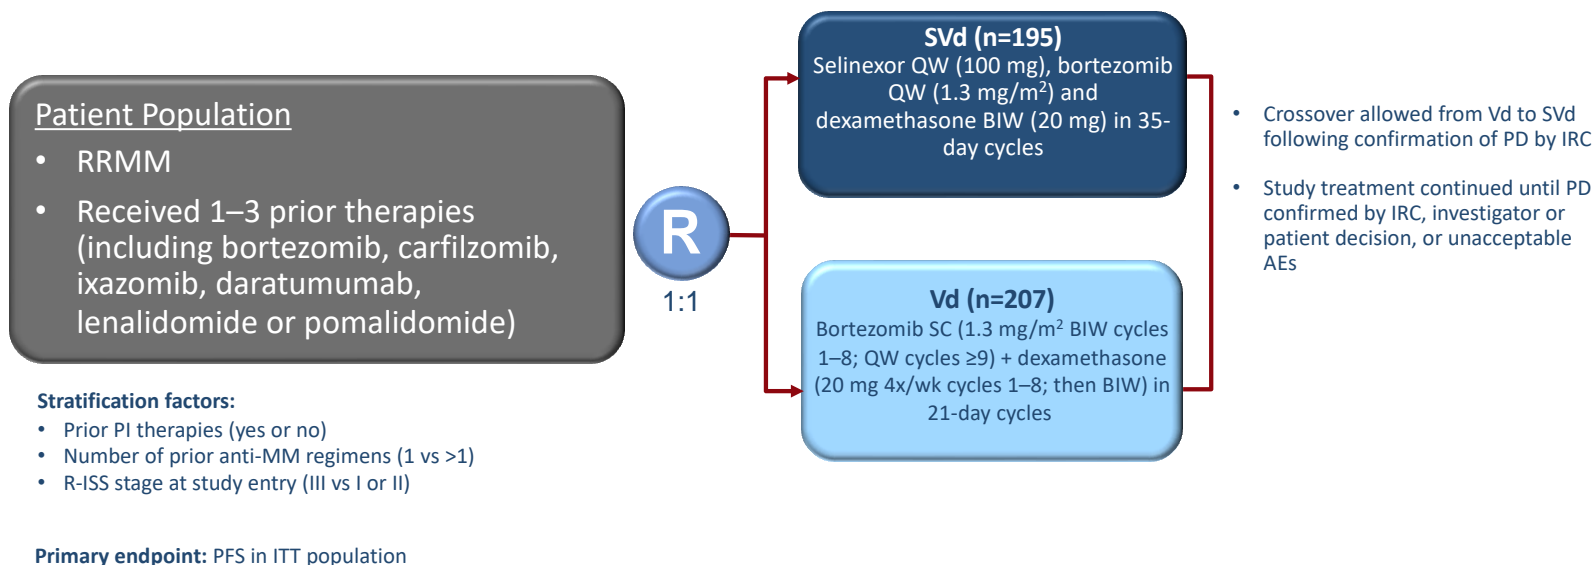 Patient Population
• RRMM
• Received 1–3 prior therapies
(including bortezomib, carfilzomib,
ixazomib, daratumumab,
lenalidomide or pomalidomide)
Stratification factors:
• Prior PI therapies (yes or no)
• Number of prior anti-MM regimens (1 vs >1)
• R-ISS stage at study entry (III vs I or II)
Primary endpoint: PFS in ITT population
R
1:1
SVd (n=195)
Selinexor QW (100 mg), bortezomib
QW (1.3 mg/m²) and
dexamethasone BIW (20 mg) in 35-
day cycles
Vd (n=207)
Bortezomib SC (1.3 mg/m² BIW cycles
1–8; QW cycles ≥9) + dexamethasone
(20 mg 4x/wk cycles 1–8; then BIW) in
21-day cycles
• Crossover allowed from Vd to SVd
following confirmation of PD by IRC
• Study treatment continued until PD
confirmed by IRC, investigator or
patient decision, or unacceptable
AEs